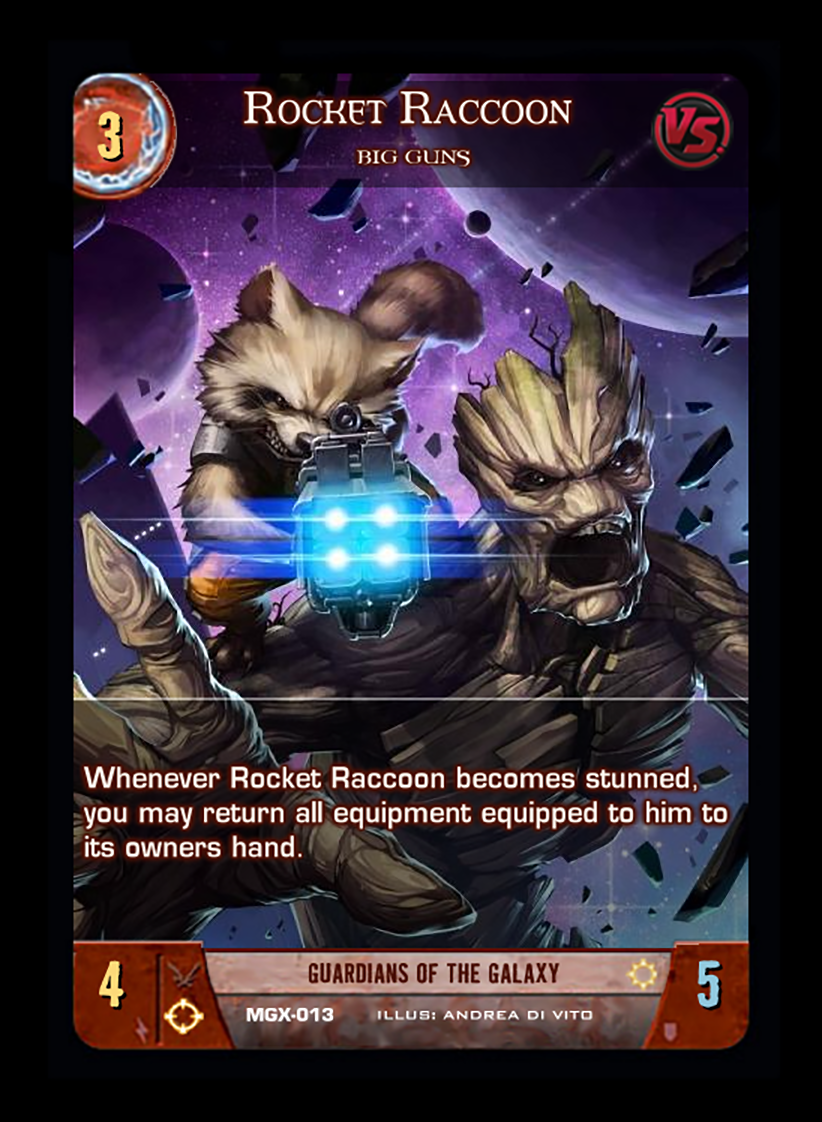 3
Rocket Raccoon
VS.
BIG GUNS
Whenever Rocket Raccoon becomes stunned,
you may return all equipment equipped to him to
its owners hand.
4
GUARDIANS OF THE GALAXY
5
MGX-013 ILLUS: ANDREA DI VITO